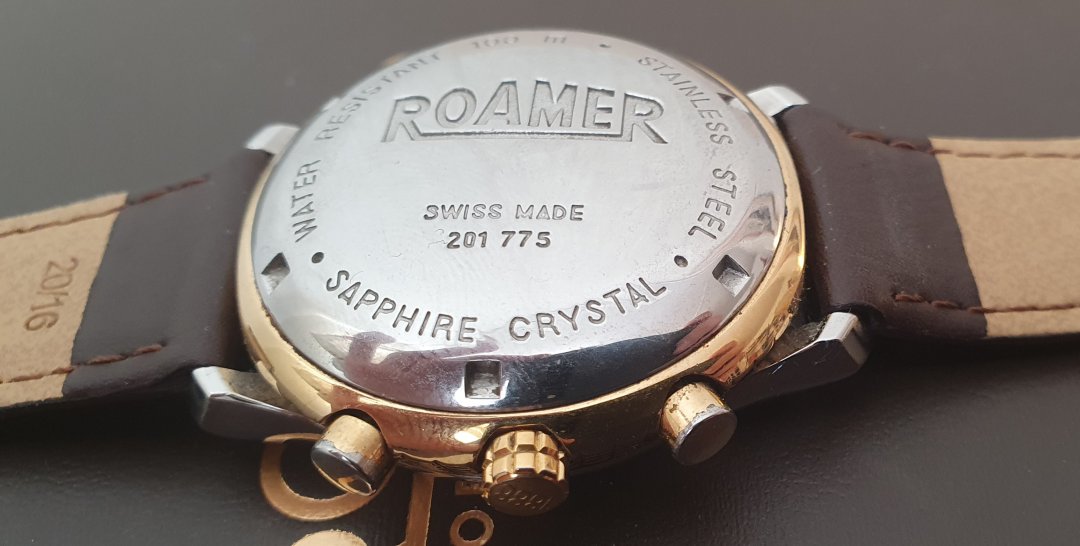 WATER RESISTANT 100 M
STAINLESS STEEL
ROAMER
SWISS MADE
201 775
SAPPHIRE CRYSTAL
20/16